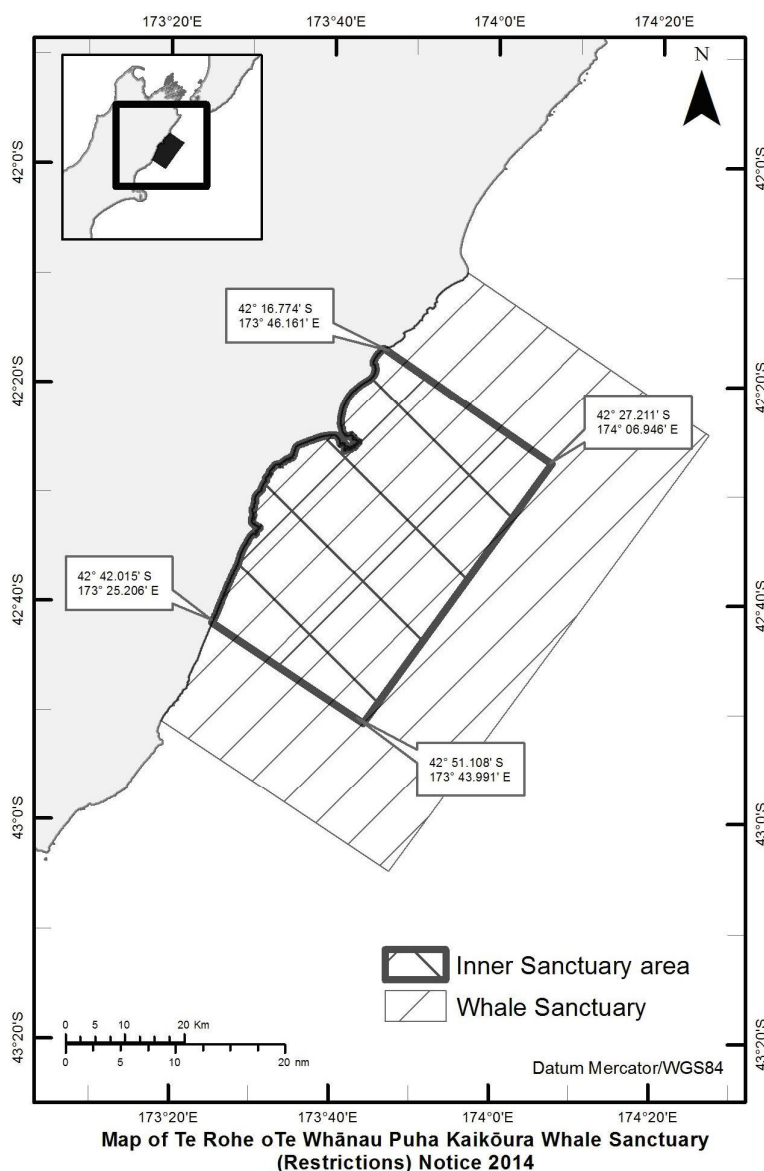 173°20'E 173°40'E 174°0'E 174°20'E
N
42°0'S 42°0'S
42° 16.774' S
173° 46.161' E
42°20'S 42°20'S
42° 27.211' S
174° 06.946' E
42° 42.015' S
173° 25.206' E
42°40'S 42°40'S
42° 51.108' S
173° 43.991' E
43°0'S 43°0'S
Inner Sanctuary area
Whale Sanctuary
0 5 10 20 Km
0 5 10 20 nm
43°20'S 43°20'S
Datum Mercator/WGS84
173°20'E 173°40'E 174°0'E 174°20'E
Map of Te Rohe oTe Whānau Puha Kaikōura Whale Sanctuary
(Restrictions) Notice 2014